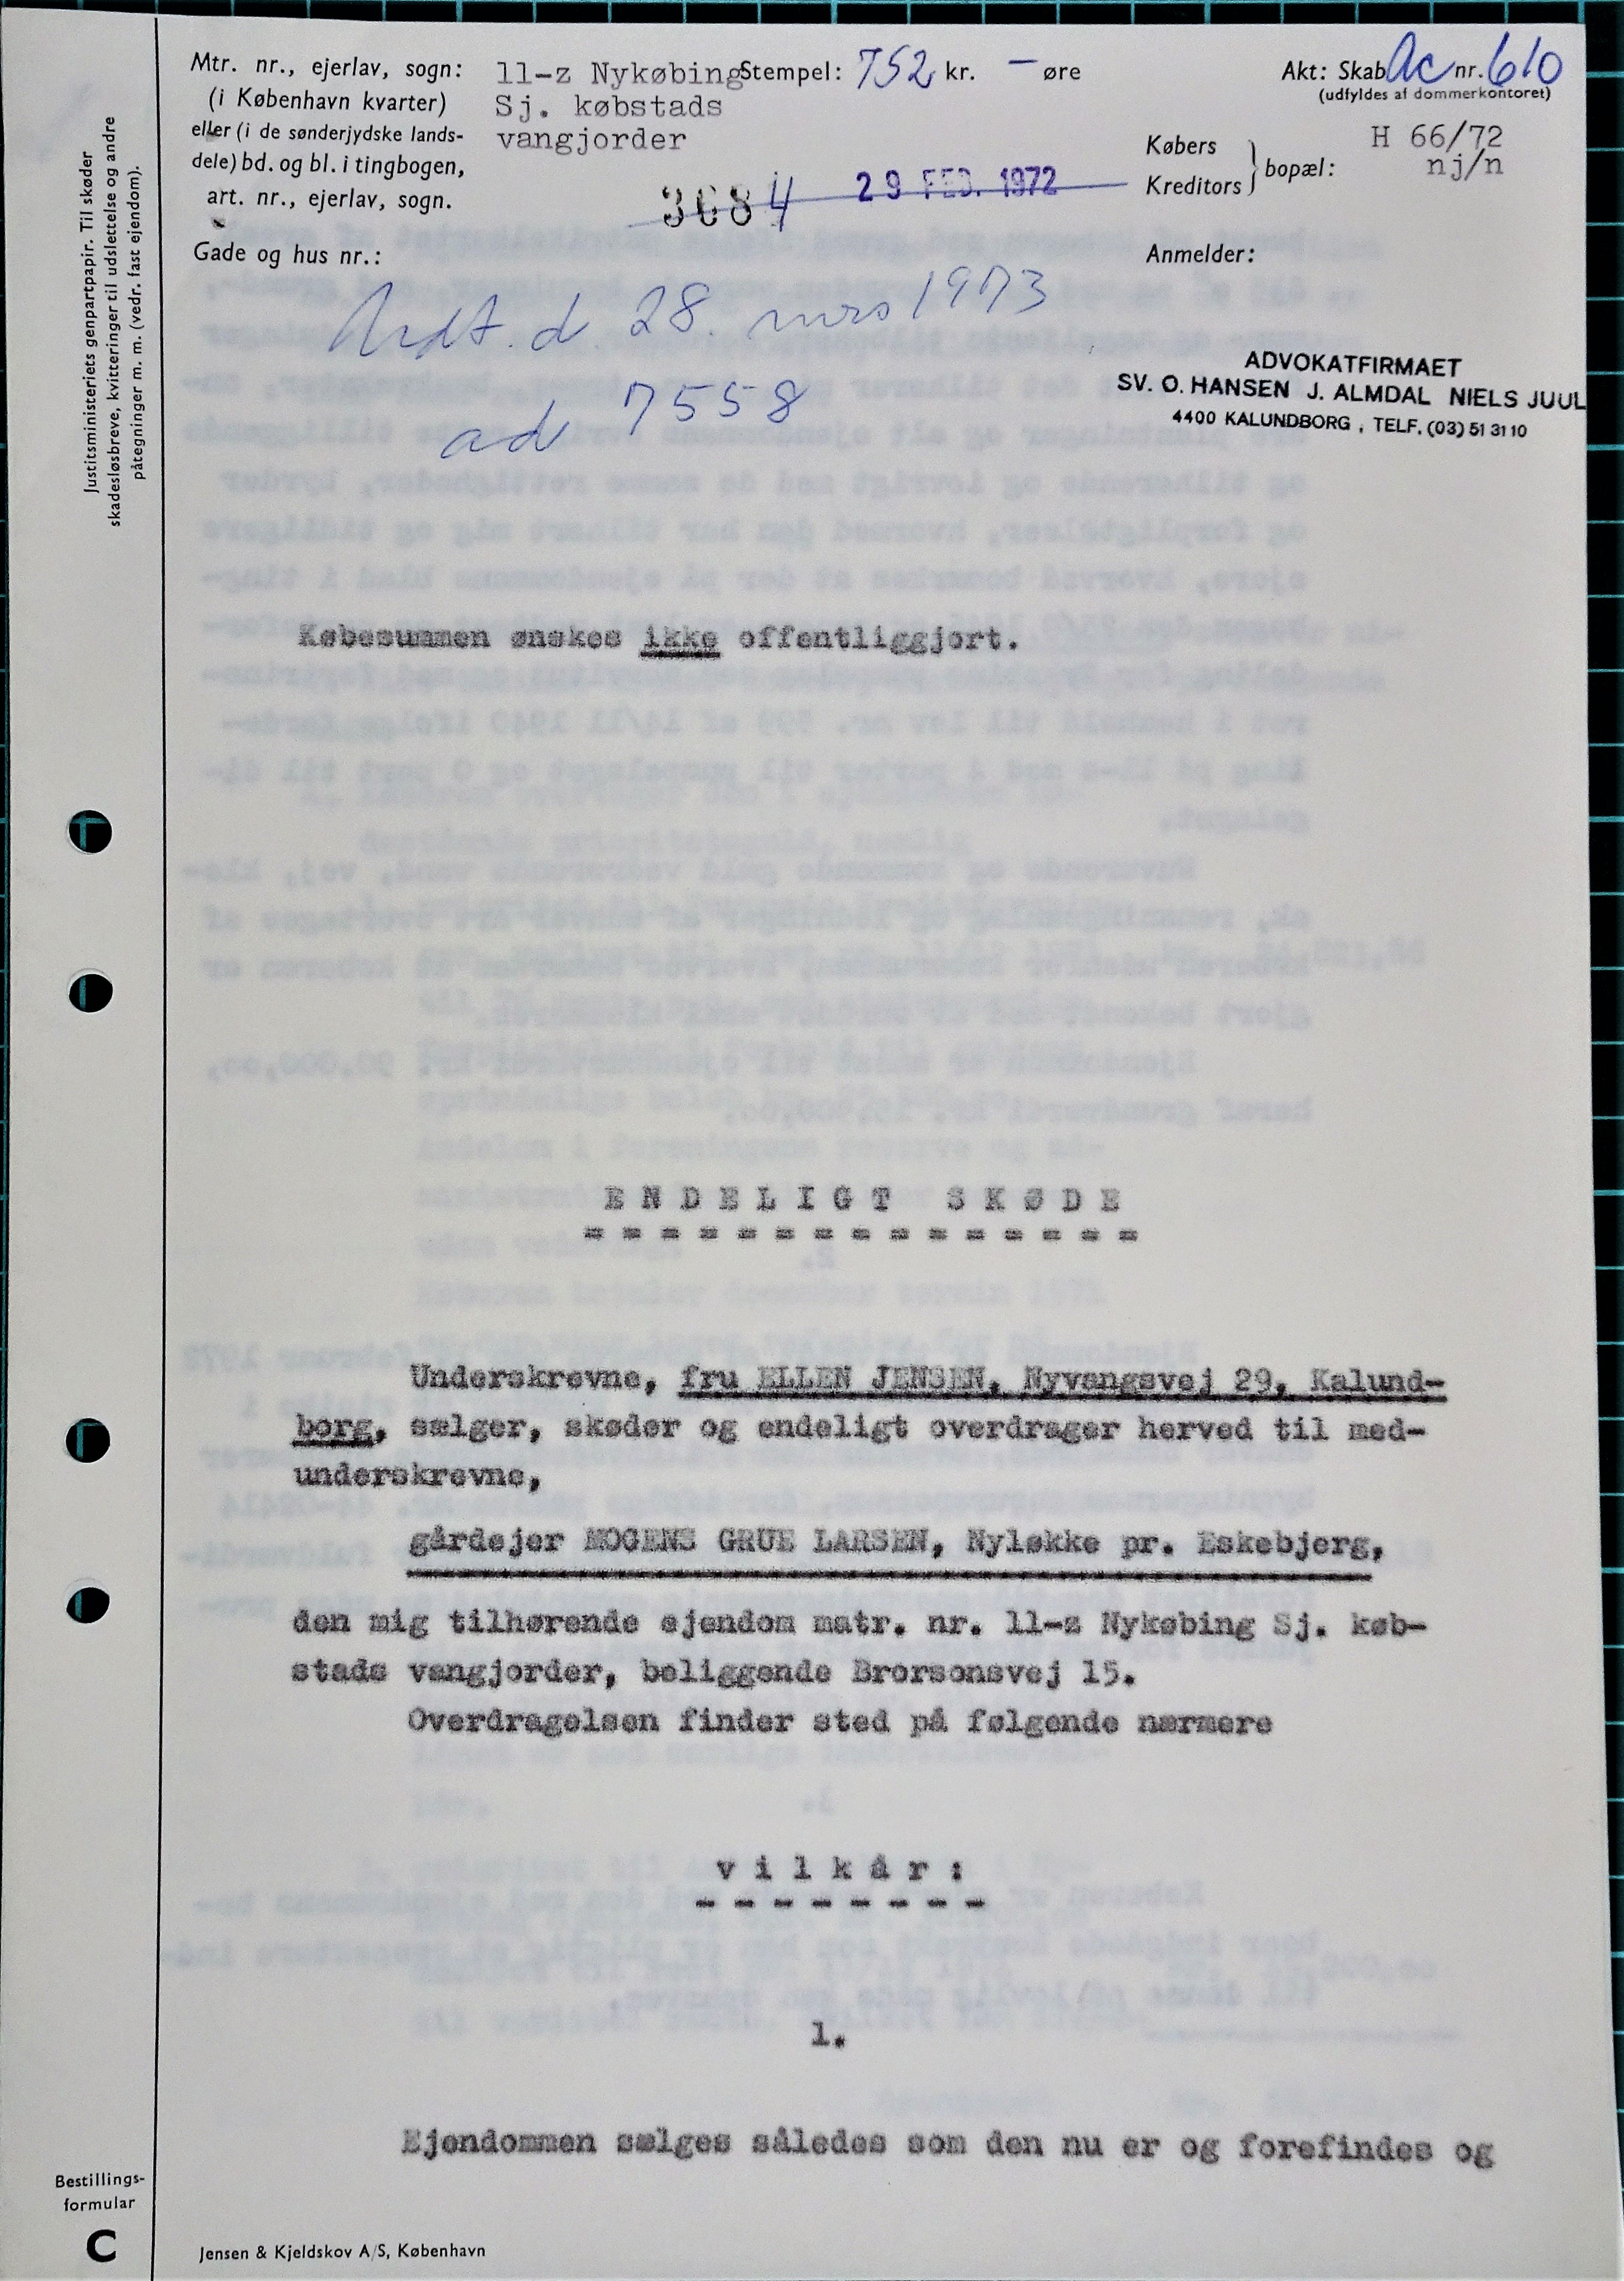 Mtr. nr., ejerlav, sogn: 11-z Nykøbing Stempel: 752 kr. — øre Akt: Skab Ac nr. 610
(i København kvarter) Sj. købstads (udfyldes af dommerkontoret)
eller (i de sønderjydske lands- vangjorder
dele) bd. og bl. i tingbogen,
art. nr., ejerlav, sogn.
Købers
Kreditors } bopæl:
H 66/72
nj/n
3684 29 FEB. 1972
Gade og hus nr.: Anmelder:
d 28. mrs 1973
ad 7558
ADVOKATFIRMAET
SV. O. HANSEN J. ALMDAL NIELS JUUL
4400 KALUNDBORG, TELF. (03) 51 31 10
Justitsministeriets genpartpapir. Til skøder
skadesløsbreve, kvitteringer til udslettelse og andre
påtegninger m. m. (vedr. fast ejendom).
Købesummen ønskes ikke offentliggjort.
ENDELIGT SKØDE
Underskrevne, fru ELLEN JENSEN, Nyvangsvej 29, Kalund-
borg, sælger, skøder og endeligt overdrager herved til med-
underskrevne,
gårdejer MOGENS GRUE LARSEN, Nyløkke pr. Eskebjerg,
den mig tilhørende ejendom matr. nr. 11-z Nykøbing Sj. køb-
stads vangjorder, beliggende Brorsonsvej 15.
Overdragelsen finder sted på følgende nærmere
vilkår:
1.
Ejendommen sælges således som den nu er og forefindes og
Bestillings-
formular
C
Jensen & Kjeldskov A/S, København